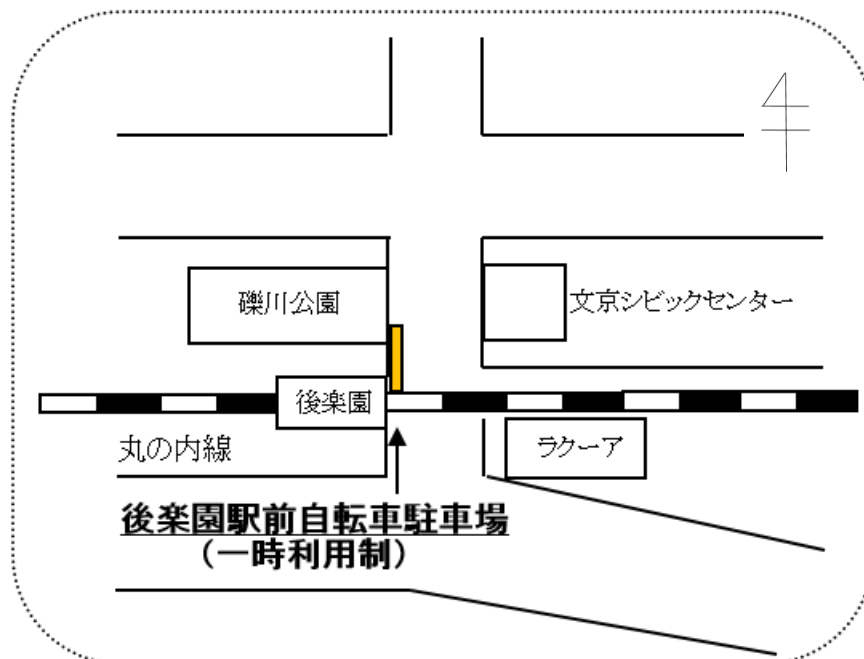 礫川公園
文京シビックセンター
後楽園
丸の内線
ラクーア
後楽園駅前自転車駐車場
（一時利用制）